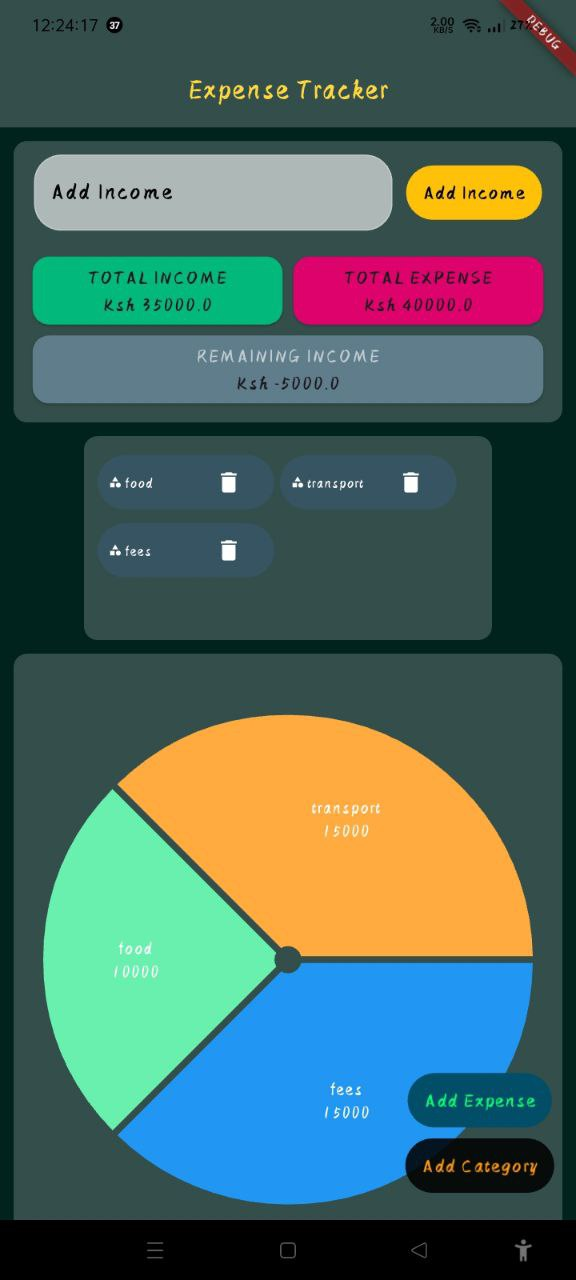 12:24:17 37 2.00 KB/S 27
DEBUG
Expense Tracker
Add Income Add Income
TOTAL INCOME TOTAL EXPENSE
Ksh 35000.0 Ksh 40000.0
REMAINING INCOME
Ksh -5000.0
food transport
fees
transport
15000
food
10000
fees
15000
Add Expense
Add Category